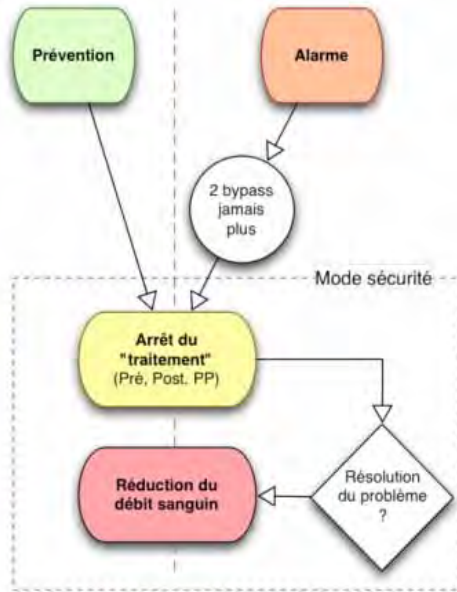 Prévention
Alarme
2 bypass
jamais
plus
Mode sécurité
Arrêt du
"traitement"
(Pré, Post. PP)
Réduction du
débit sanguin
Résolution
du problème
?